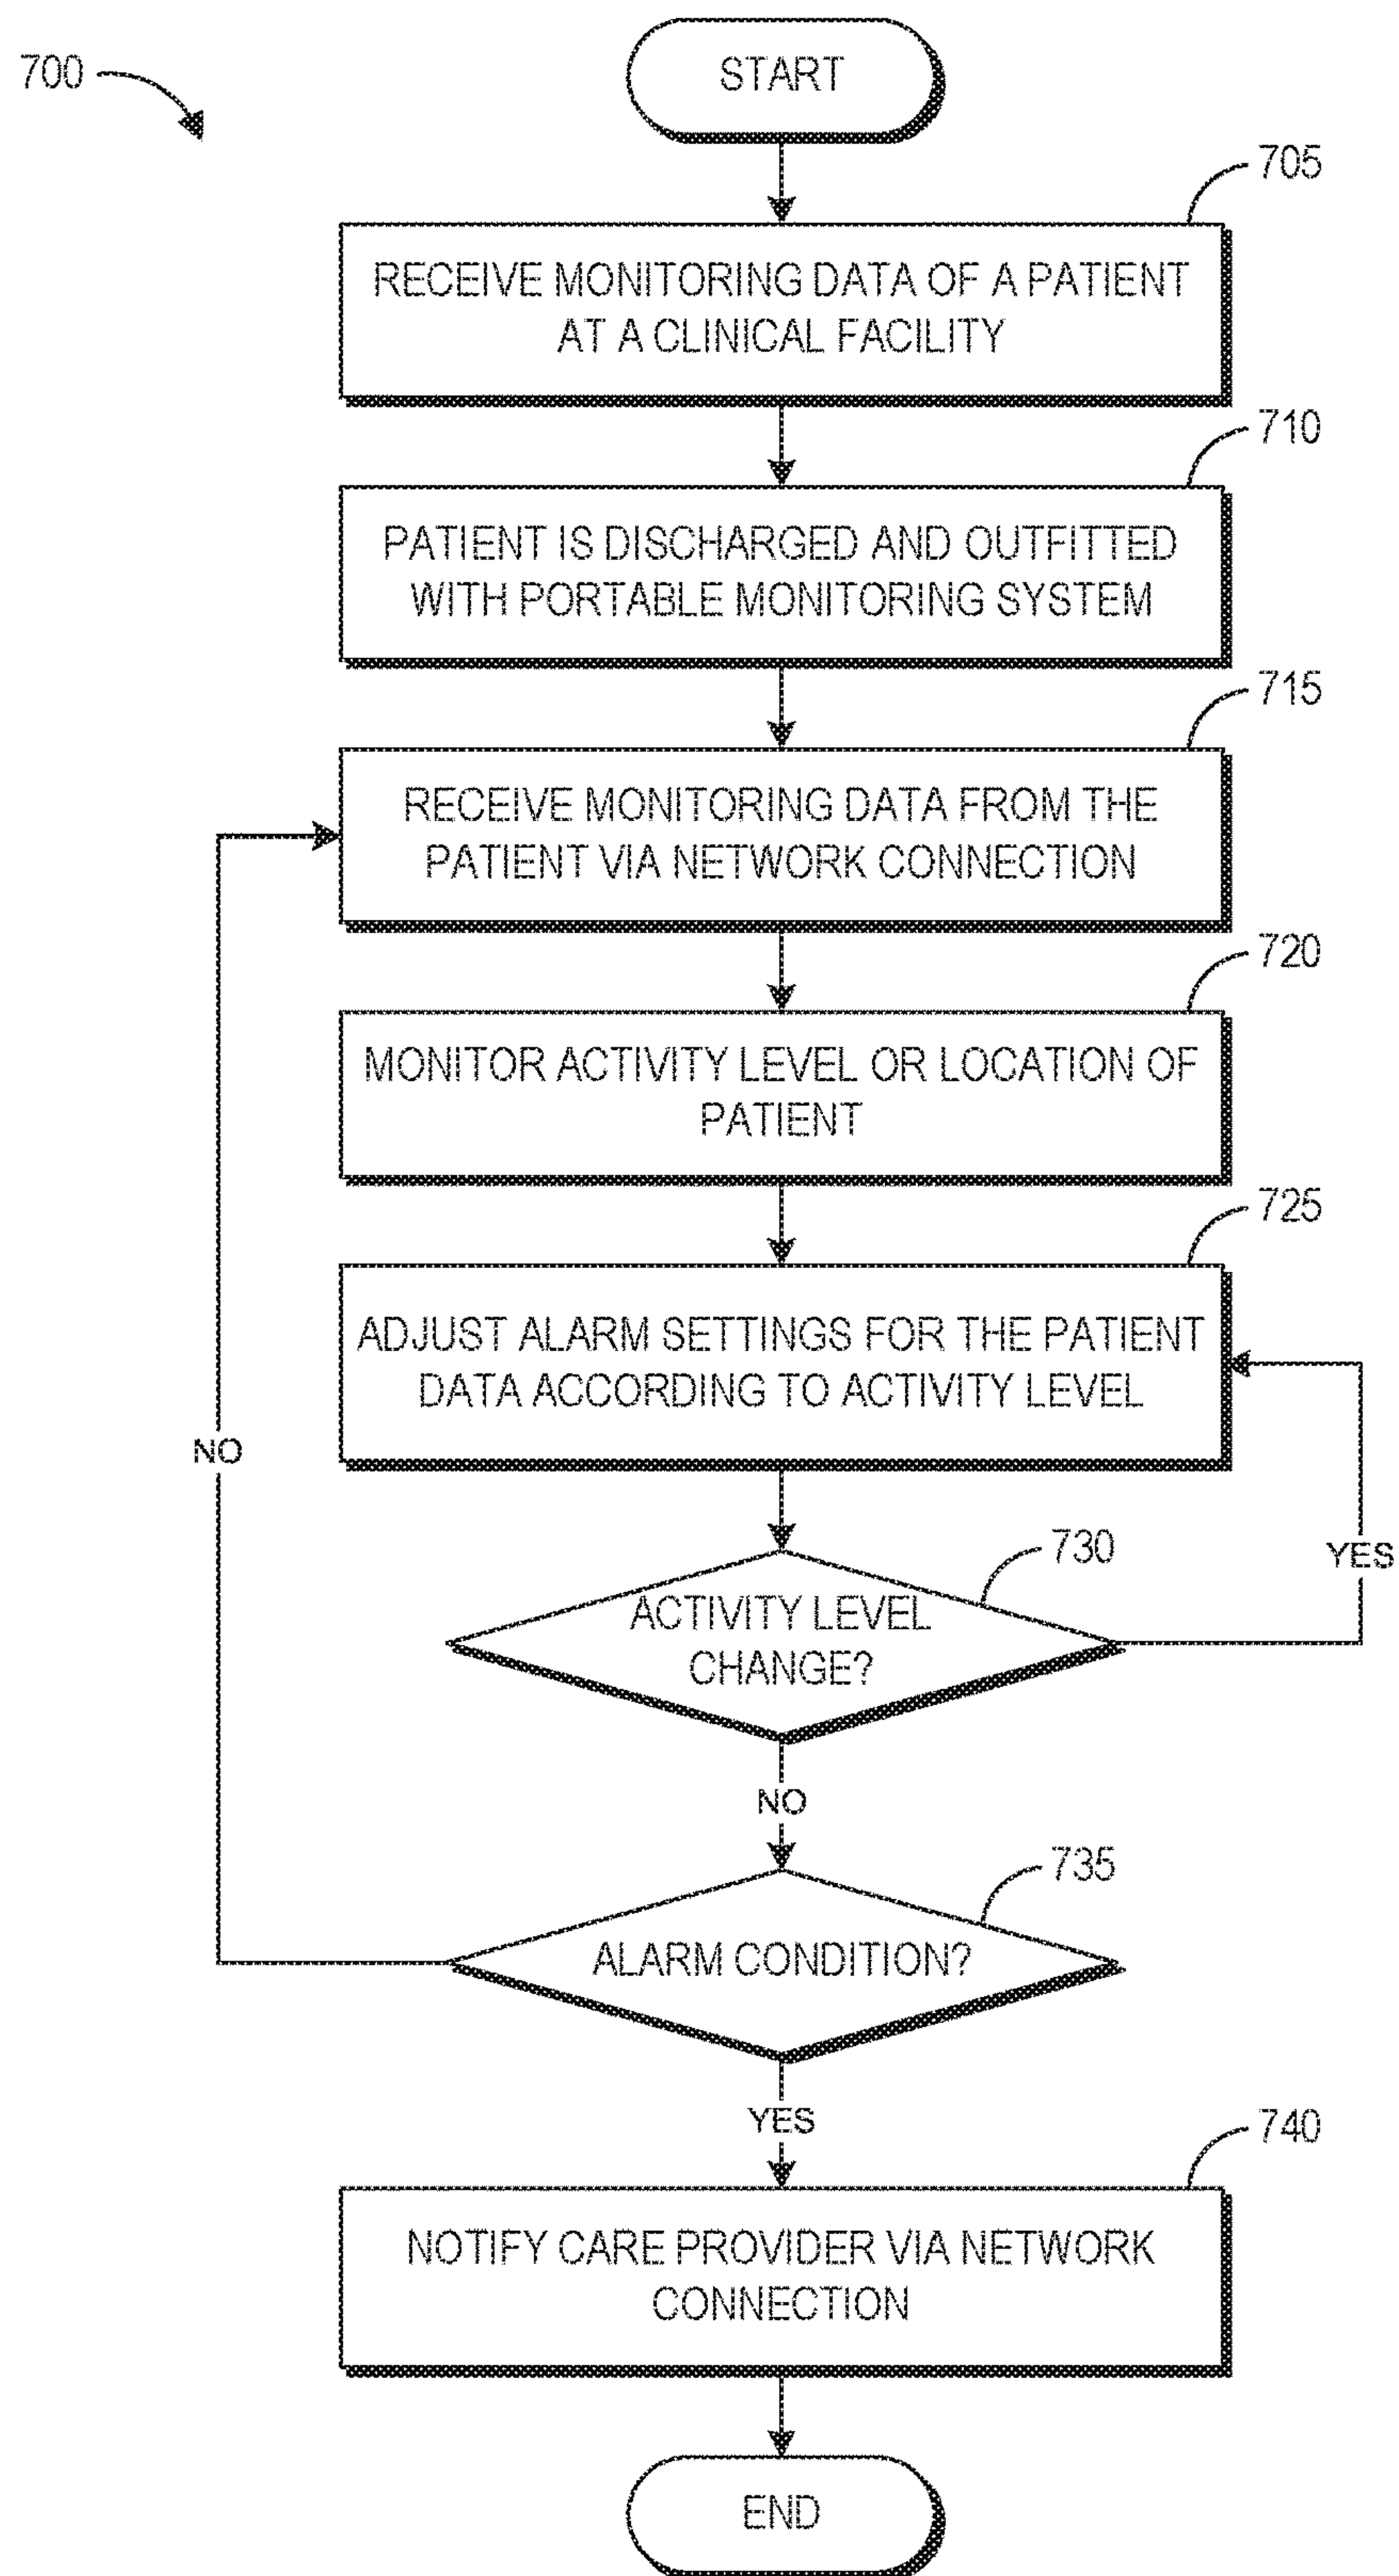 700
START
705
RECEIVE MONITORING DATA OF A PATIENT
AT A CLINICAL FACILITY
710
PATIENT IS DISCHARGED AND OUTFITTED
WITH PORTABLE MONITORING SYSTEM
715
RECEIVE MONITORING DATA FROM THE
PATIENT VIA NETWORK CONNECTION
720
MONITOR ACTIVITY LEVEL OR LOCATION OF
PATIENT
725
ADJUST ALARM SETTINGS FOR THE PATIENT
DATA ACCORDING TO ACTIVITY LEVEL
NO
730
YES
ACTIVITY LEVEL
CHANGE?
NO
735
ALARM CONDITION?
YES
740
NOTIFY CARE PROVIDER VIA NETWORK
CONNECTION
END